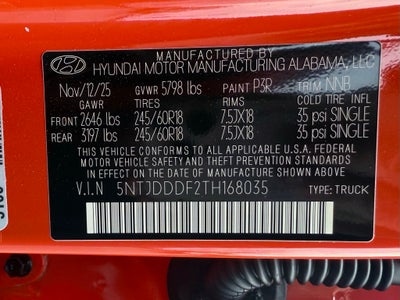 MANUFACTURED BY
HYUNDAI MOTOR MANUFACTURING ALABAMA, LLC
Nov/12/25 GVWR 5798 lbs PAINT P3R TRIM NNB
GAWR TIRES RIMS COLD TIRE INFL
FRONT 2646 lbs 245/60R18 7.5JX18 35 psi SINGLE
REAR 3197 lbs 245/60R18 7.5JX18 35 psi SINGLE
THIS VEHICLE CONFORMS TO ALL APPLICABLE U.S.A. FEDERAL
MOTOR VEHICLE SAFETY, BUMPER, AND THEFT PREVENTION
STANDARDS IN EFFECT ON THE DATE OF MANUFACTURE SHOWN ABOVE.
V.I.N 5NTJDDDF2TH168035 TYPE: TRUCK